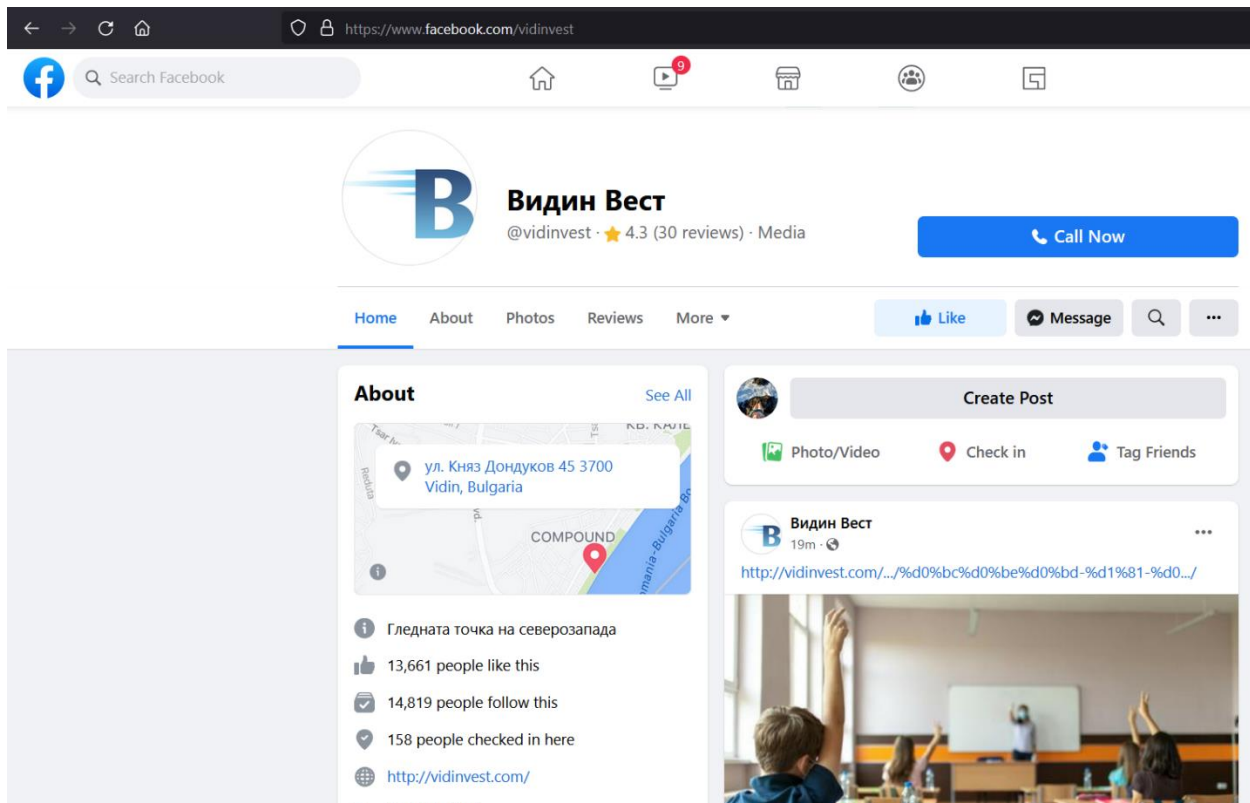 https://www.facebook.com/vidinvest
Search Facebook
9
B
Видин Вест
@vidinvest · 4.3 (30 reviews) · Media
Call Now
Home About Photos Reviews More
Like Message
About See All
ул. Княз Дондуков 45 3700
Vidin, Bulgaria
Reduta
COMPOUND
Гледната точка на северозапада
13,661 people like this
14,819 people follow this
158 people checked in here
http://vidinvest.com/
Create Post
Photo/Video Check in Tag Friends
B
Видин Вест
19m ·
http://vidinvest.com/.../%d0%bc%d0%be%d0%bd-%d1%81-%d0.../